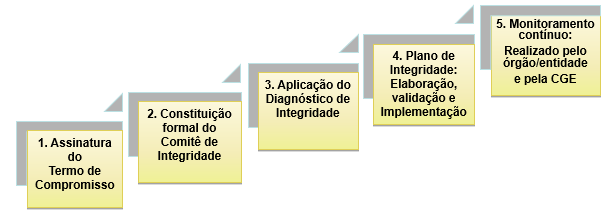 1. Assinatura
do
Termo de
Compromisso
2. Constituição
formal do
Comitê de
Integridade
3. Aplicação do
Diagnóstico de
Integridade
4. Plano de
Integridade:
Elaboração,
validação e
Implementação
5. Monitoramento
contínuo:
Realizado pelo
órgão/entidade
e pela CGE